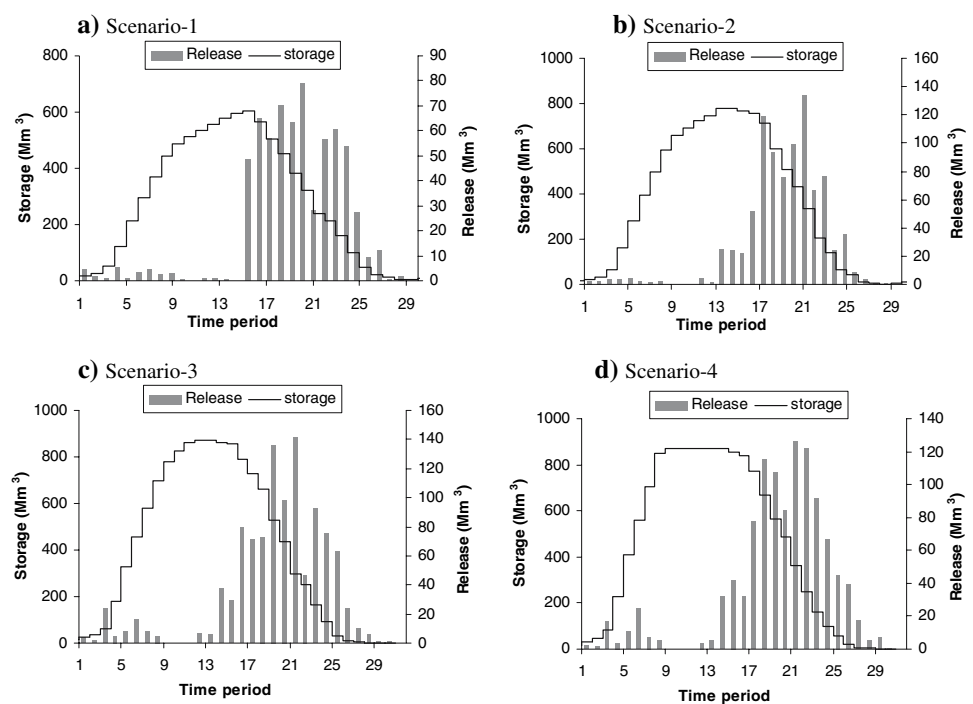 a) Scenario-1
Release storage
800
600
400
200
0
90
80
70
60
50
40
30
20
10
0
Storage (Mm³)
Release (Mm³)
1 5 9 13 17 21 25 29
Time period
b) Scenario-2
Release storage
1000
800
600
400
200
0
160
140
120
100
80
60
40
20
0
Storage (Mm³)
Release (Mm³)
1 5 9 13 17 21 25 29
Time period
c) Scenario-3
Release storage
1000
800
600
400
200
0
160
140
120
100
80
60
40
20
0
Storage (Mm³)
Release (Mm³)
1 5 9 13 17 21 25 29
Time period
d) Scenario-4
Release storage
1000
800
600
400
200
0
140
120
100
80
60
40
20
0
Storage (Mm³)
Release (Mm³)
1 5 9 13 17 21 25 29
Time period